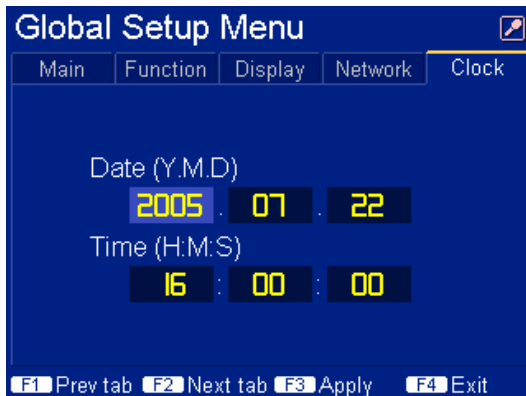 Global Setup Menu
Main Function Display Network Clock
Date (Y.M.D)
2005 . 07 . 22
Time (H:M:S)
16 : 00 : 00
F1 Prev tab F2 Next tab F3 Apply F4 Exit